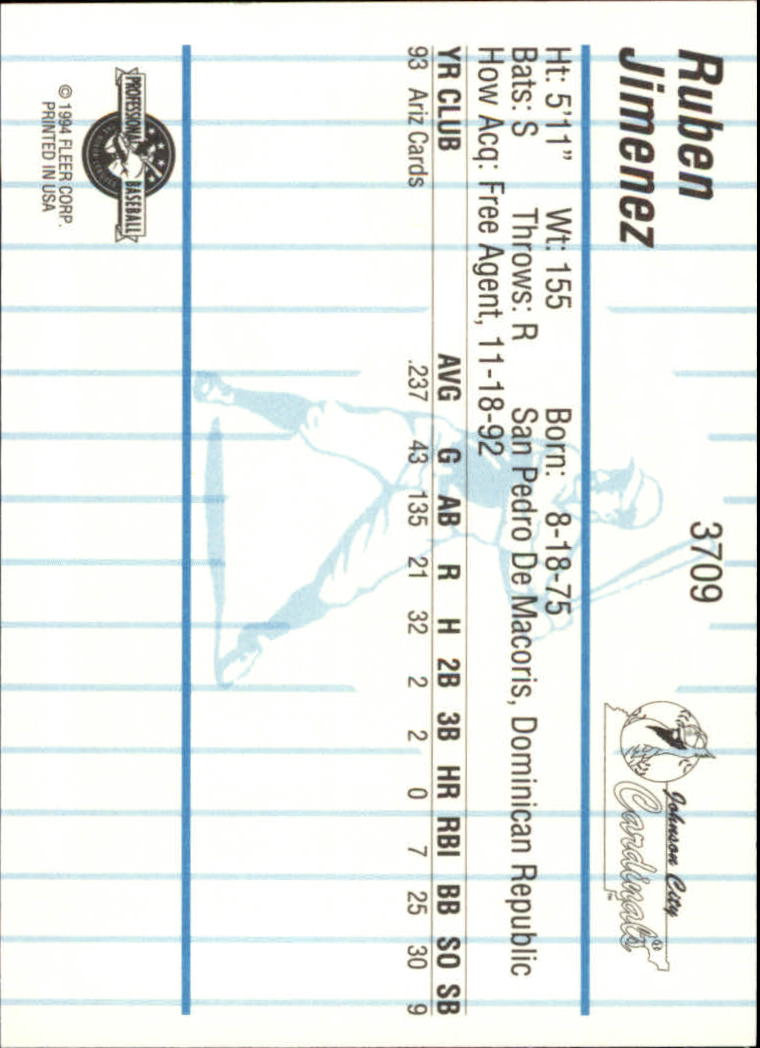 Ruben
Jimenez
3709
Johnson City
Cardinals ®
TM
Ht: 5'11" Wt: 155 Born: 8-18-75
Bats: S Throws: R San Pedro De Macoris, Dominican Republic
How Acq: Free Agent, 11-18-92
YR CLUB AVG G AB R H 2B 3B HR RBI BB SO SB
93 Ariz Cards .237 43 135 21 32 2 2 0 7 25 30 9
PROFESSIONAL BASEBALL
© 1994 FLEER CORP.
PRINTED IN USA